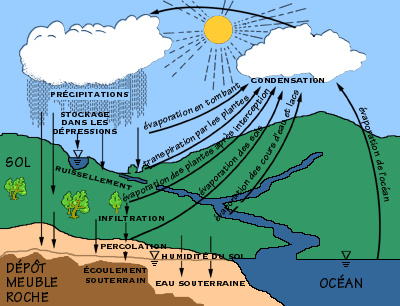 PRÉCIPITATIONS
CONDENSATION
STOCKAGE
DANS LES
DÉPRESSIONS
évaporation en tombant
transpiration par les plantes
évaporation des plantes après interception
évaporation des sols
évaporation des cours d'eau et lacs
évaporation de l'océan
SOL
RUISSELLEMENT
INFILTRATION
PERCOLATION
HUMIDITÉ DU SOL
DÉPÔT
MEUBLE
ROCHE
ÉCOULEMENT
SOUTERRAIN
EAU SOUTERRAINE
OCÉAN